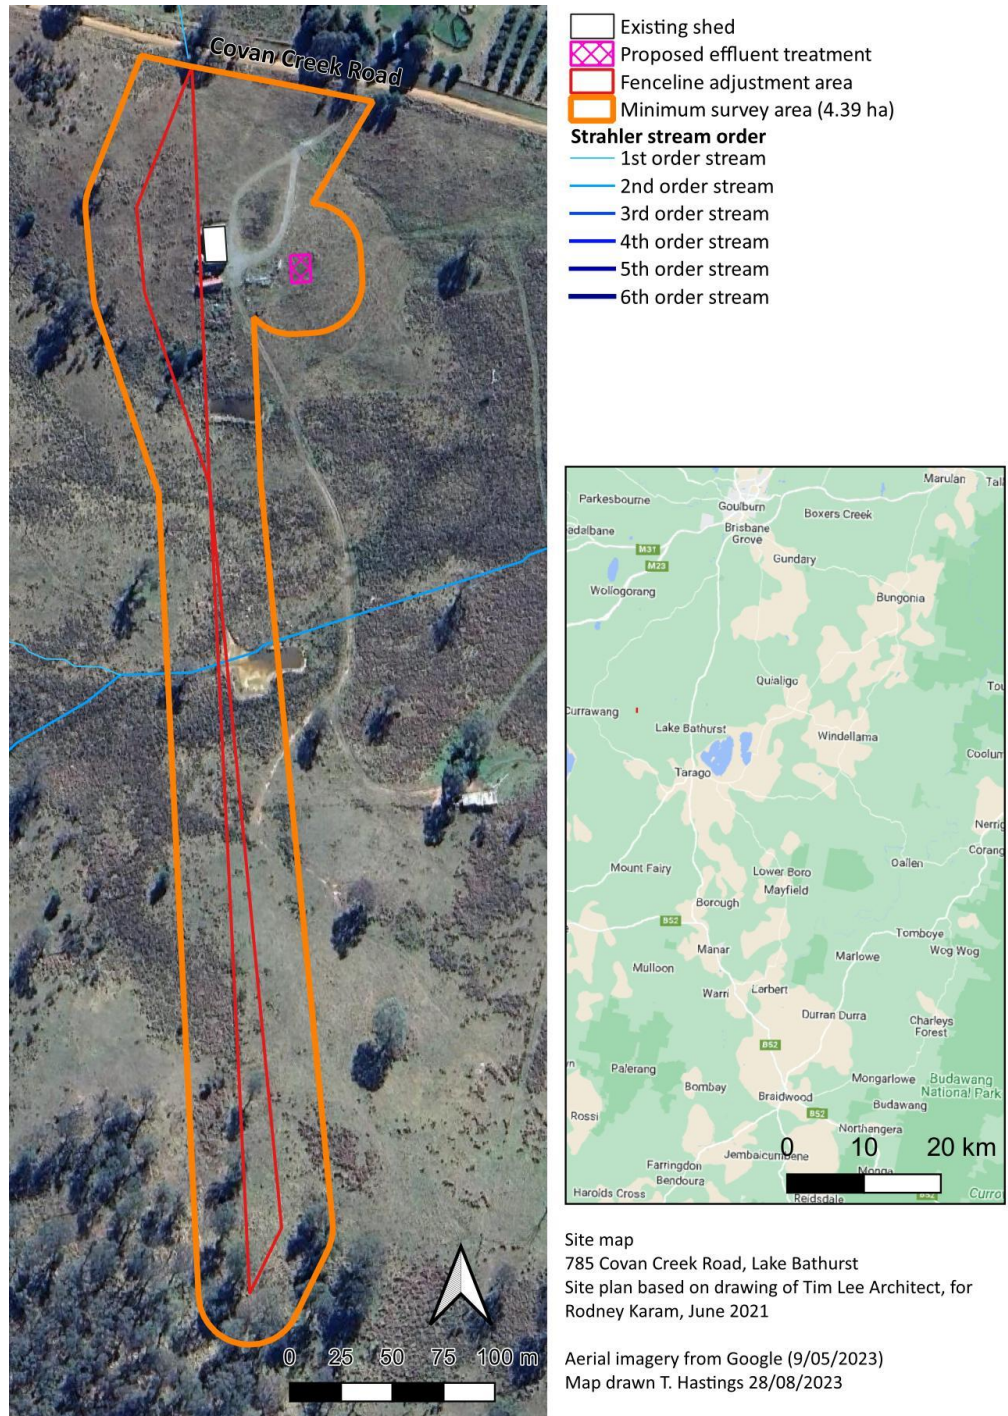 Covan Creek Road
0 25 50 75 100 m
Existing shed
Proposed effluent treatment
Fenceline adjustment area
Minimum survey area (4.39 ha)
Strahler stream order
1st order stream
2nd order stream
3rd order stream
4th order stream
5th order stream
6th order stream
Marulan
Parkesbourne
Goulburn
Boxers Creek
Brisbane
Grove
M31
Gundary
M23
Wollogorang
Bungonia
Quialigo
Currawang
Lake Bathurst
Windellama
Tarago
Mount Fairy
Lower Boro
Mayfield
Oallen
Borough
B52
Tomboye
Manar
Marlowe
Wog Wog
Mulloon
Warri
Larbert
Durran Durra
Charleys
Forest
B52
Palerang
Bombay
Mongarlowe
Budawang
National Park
Braidwood
Budawang
Rossi
B52
Northangera
Jembaicumbene
0 10 20 km
Farringdon
Bendoura
Monga
Harolds Cross
Reidsdale
B52
Site map
785 Covan Creek Road, Lake Bathurst
Site plan based on drawing of Tim Lee Architect, for
Rodney Karam, June 2021
Aerial imagery from Google (9/05/2023)
Map drawn T. Hastings 28/08/2023